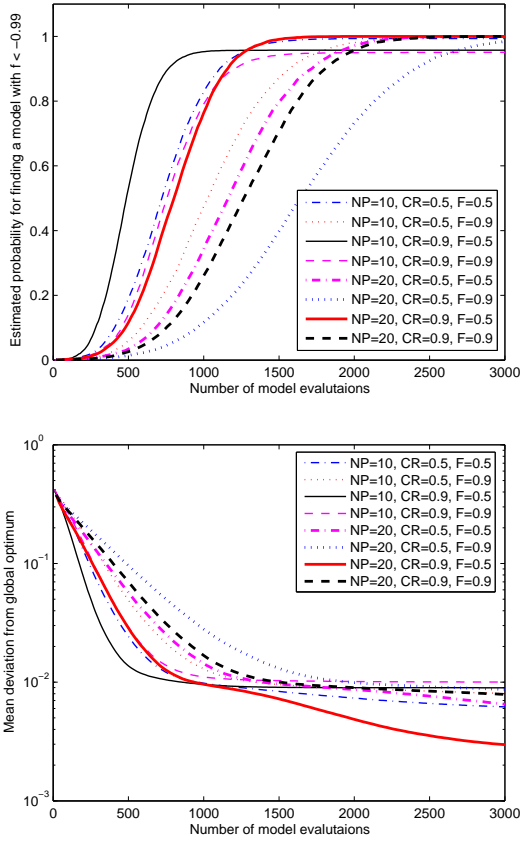 Estimated probability for finding a model with f < −0.99
1
0.8
0.6
0.4
0.2
0
0 500 1000 1500 2000 2500 3000
Number of model evalutaions
NP=10, CR=0.5, F=0.5
NP=10, CR=0.5, F=0.9
NP=10, CR=0.9, F=0.5
NP=10, CR=0.9, F=0.9
NP=20, CR=0.5, F=0.5
NP=20, CR=0.5, F=0.9
NP=20, CR=0.9, F=0.5
NP=20, CR=0.9, F=0.9
Mean deviation from global optimum
10^0
10^−1
10^−2
10^−3
0 500 1000 1500 2000 2500 3000
Number of model evalutaions
NP=10, CR=0.5, F=0.5
NP=10, CR=0.5, F=0.9
NP=10, CR=0.9, F=0.5
NP=10, CR=0.9, F=0.9
NP=20, CR=0.5, F=0.5
NP=20, CR=0.5, F=0.9
NP=20, CR=0.9, F=0.5
NP=20, CR=0.9, F=0.9